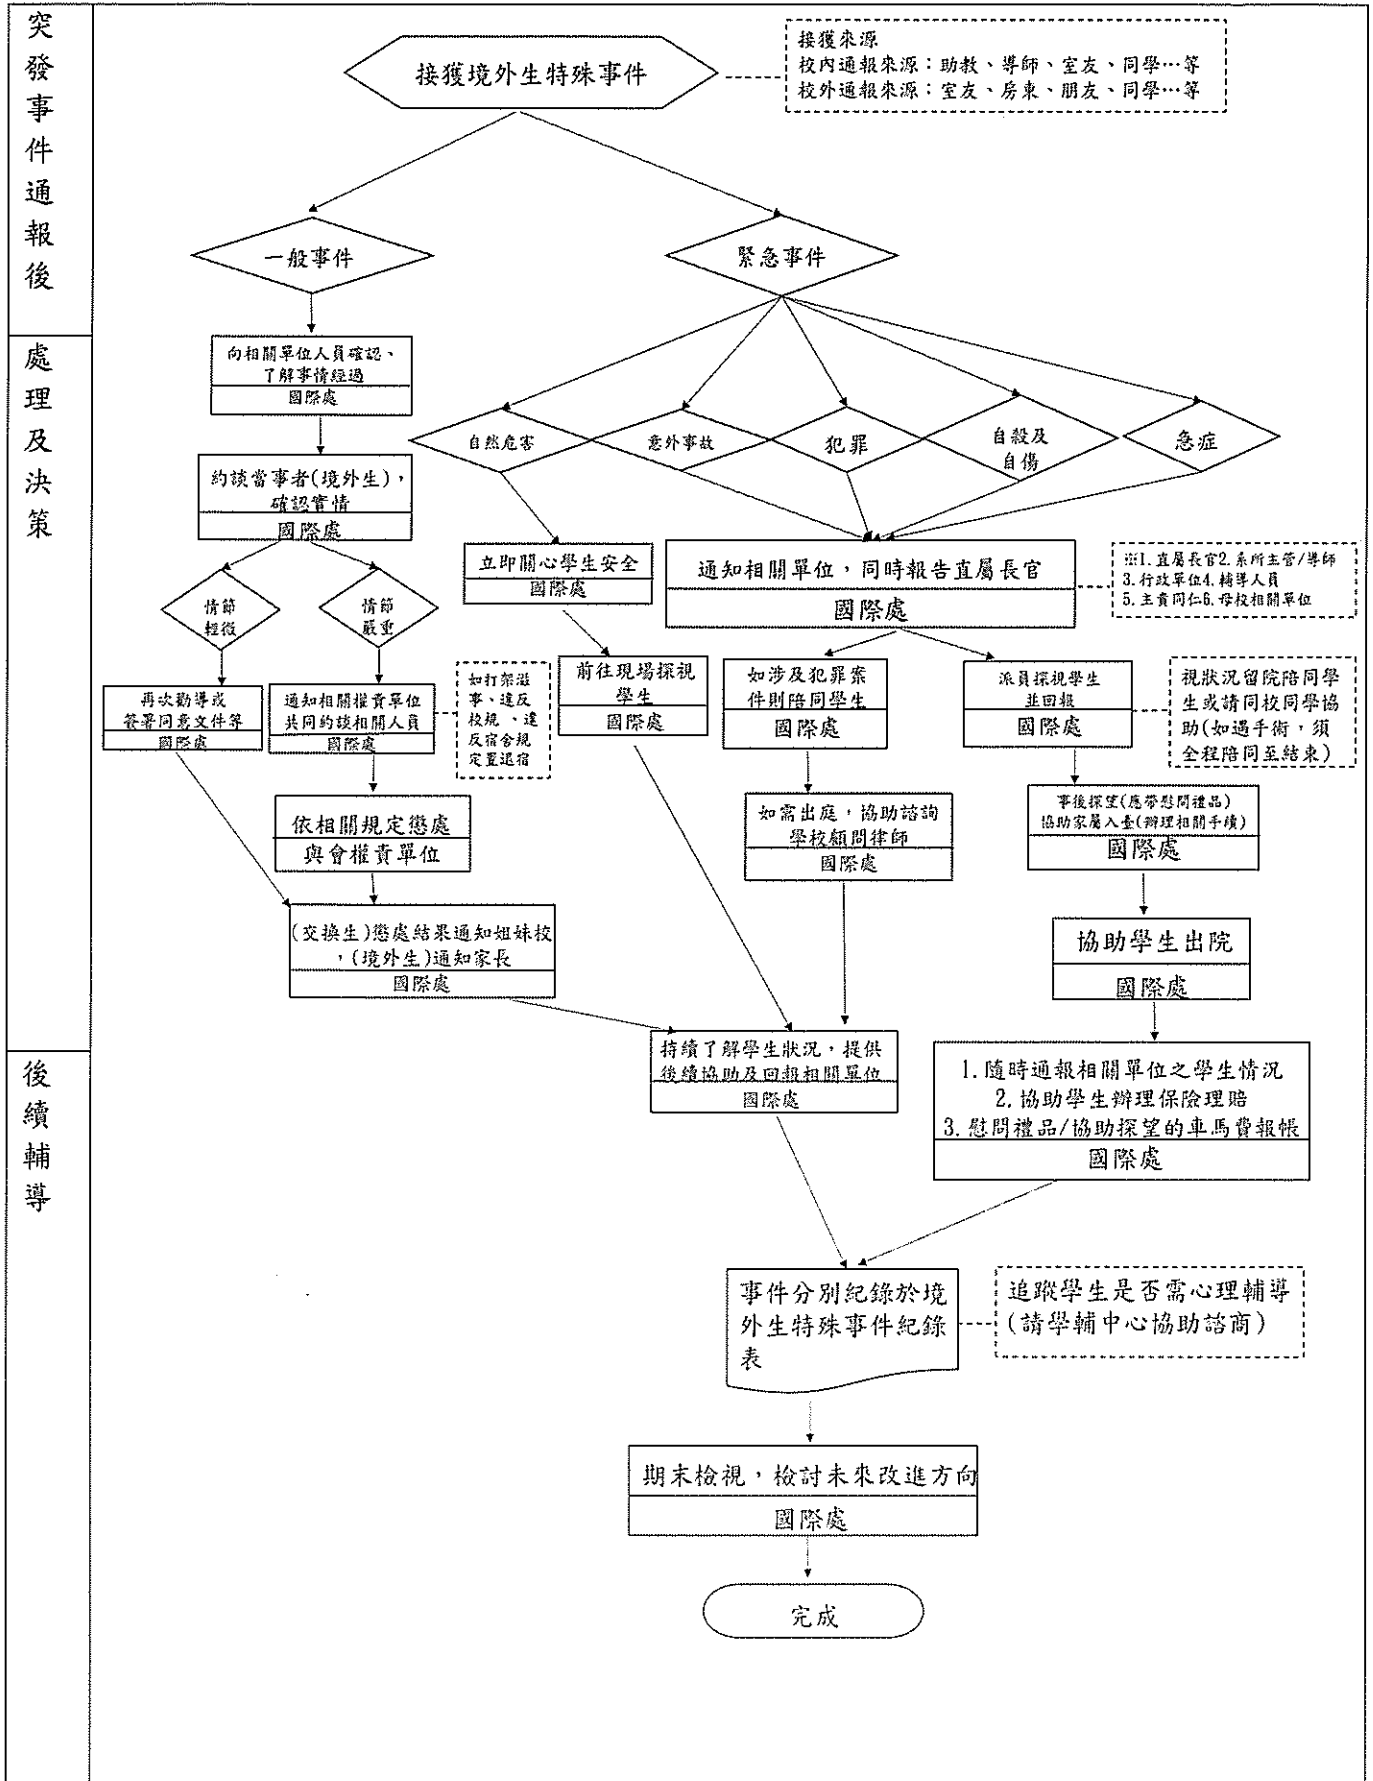 突發事件通報後
接獲境外生特殊事件
接獲來源
校內通報來源：助教、導師、室友、同學…等
校外通報來源：室友、房東、朋友、同學…等
一般事件
緊急事件
處理及決策
向相關單位人員確認、
了解事情經過
國際處
自然危害
意外事故
犯罪
自殺及
自傷
急症
約談當事者(境外生)，
確認實情
國際處
立即關心學生安全
國際處
通知相關單位，同時報告直屬長官
國際處
※1.直屬長官2.系所主管/導師
3.行政單位4.輔導人員
5.主責同仁6.母校相關單位
情節
輕微
情節
嚴重
再次勸導或
簽署同意文件等
國際處
通知相關權責單位
共同約談相關人員
國際處
如打架滋
事、違反
校規、違
反宿舍規
定置退宿
前往現場探視
學生
國際處
如涉及犯罪案
件則陪同學生
國際處
派員探視學生
並回報
國際處
視狀況留院陪同學
生或請同校同學協
助(如遇手術，須
全程陪同至結束)
依相關規定懲處
與會權責單位
如需出庭，協助諮詢
學校顧問律師
國際處
事後探望(應帶慰問禮品)
協助家屬入臺(辦理相關手續)
國際處
(交換生)懲處結果通知姐妹校
，(境外生)通知家長
國際處
協助學生出院
國際處
後續輔導
持續了解學生狀況，提供
後續協助及回報相關單位
國際處
1.隨時通報相關單位之學生情況
2.協助學生辦理保險理賠
3.慰問禮品/協助探望的車馬費報帳
國際處
事件分別紀錄於境
外生特殊事件紀錄
表
追蹤學生是否需心理輔導
(請學輔中心協助諮商)
期末檢視，檢討未來改進方向
國際處
完成